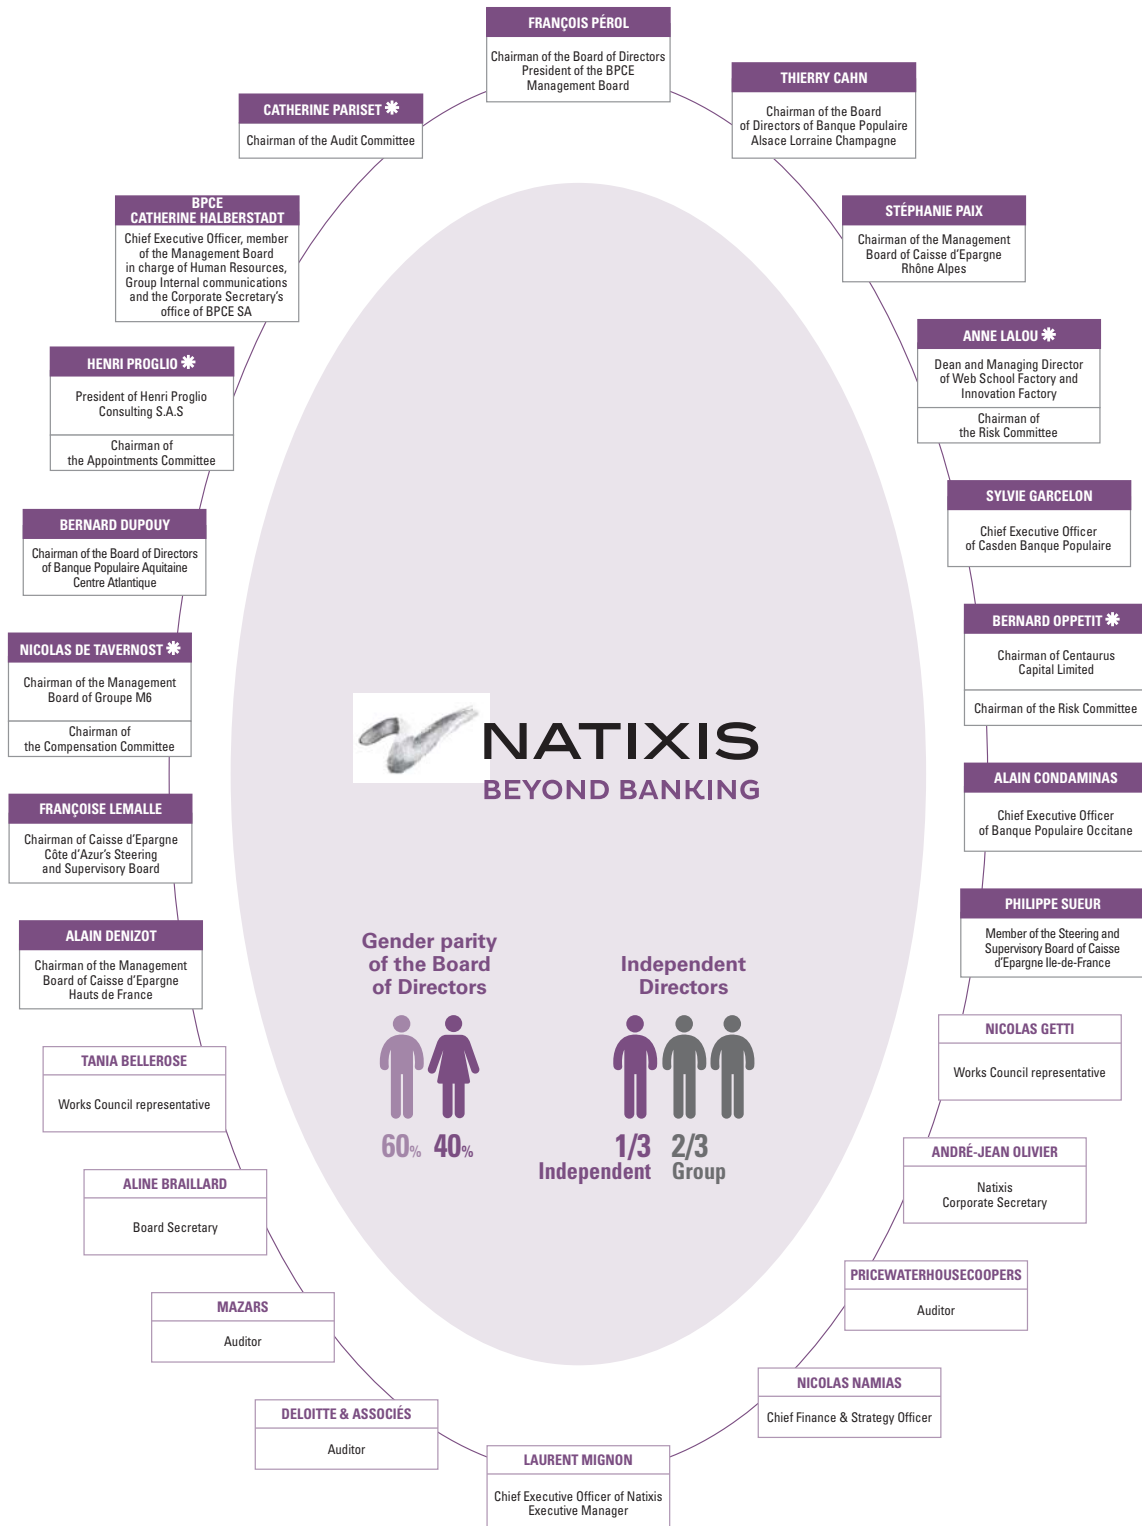 FRANÇOIS PÉROL
Chairman of the Board of Directors
President of the BPCE
Management Board
THIERRY CAHN
Chairman of the Board
of Directors of Banque Populaire
Alsace Lorraine Champagne
CATHERINE PARISET ✱
Chairman of the Audit Committee
BPCE
CATHERINE HALBERSTADT
Chief Executive Officer, member
of the Management Board
in charge of Human Resources,
Group Internal communications
and the Corporate Secretary's
office of BPCE SA
STÉPHANIE PAIX
Chairman of the Management
Board of Caisse d'Epargne
Rhône Alpes
ANNE LALOU ✱
Dean and Managing Director
of Web School Factory and
Innovation Factory
Chairman of
the Risk Committee
HENRI PROGLIO ✱
President of Henri Proglio
Consulting S.A.S
Chairman of
the Appointments Committee
SYLVIE GARCELON
Chief Executive Officer
of Casden Banque Populaire
BERNARD DUPOUY
Chairman of the Board of Directors
of Banque Populaire Aquitaine
Centre Atlantique
BERNARD OPPETIT ✱
Chairman of Centaurus
Capital Limited
Chairman of the Risk Committee
NICOLAS DE TAVERNOST ✱
Chairman of the Management
Board of Groupe M6
Chairman of
the Compensation Committee
NATIXIS
BEYOND BANKING
ALAIN CONDAMINAS
Chief Executive Officer
of Banque Populaire Occitane
FRANÇOISE LEMALLE
Chairman of Caisse d'Epargne
Côte d'Azur's Steering
and Supervisory Board
PHILIPPE SUEUR
Member of the Steering and
Supervisory Board of Caisse
d'Epargne Ile-de-France
ALAIN DENIZOT
Chairman of the Management
Board of Caisse d'Epargne
Hauts de France
Gender parity
of the Board
of Directors
60% 40%
Independent
Directors
1/3 2/3
Independent Group
NICOLAS GETTI
Works Council representative
TANIA BELLEROSE
Works Council representative
ANDRÉ-JEAN OLIVIER
Natixis
Corporate Secretary
ALINE BRAILLARD
Board Secretary
PRICEWATERHOUSECOOPERS
Auditor
MAZARS
Auditor
NICOLAS NAMIAS
Chief Finance & Strategy Officer
DELOITTE & ASSOCIÉS
Auditor
LAURENT MIGNON
Chief Executive Officer of Natixis
Executive Manager